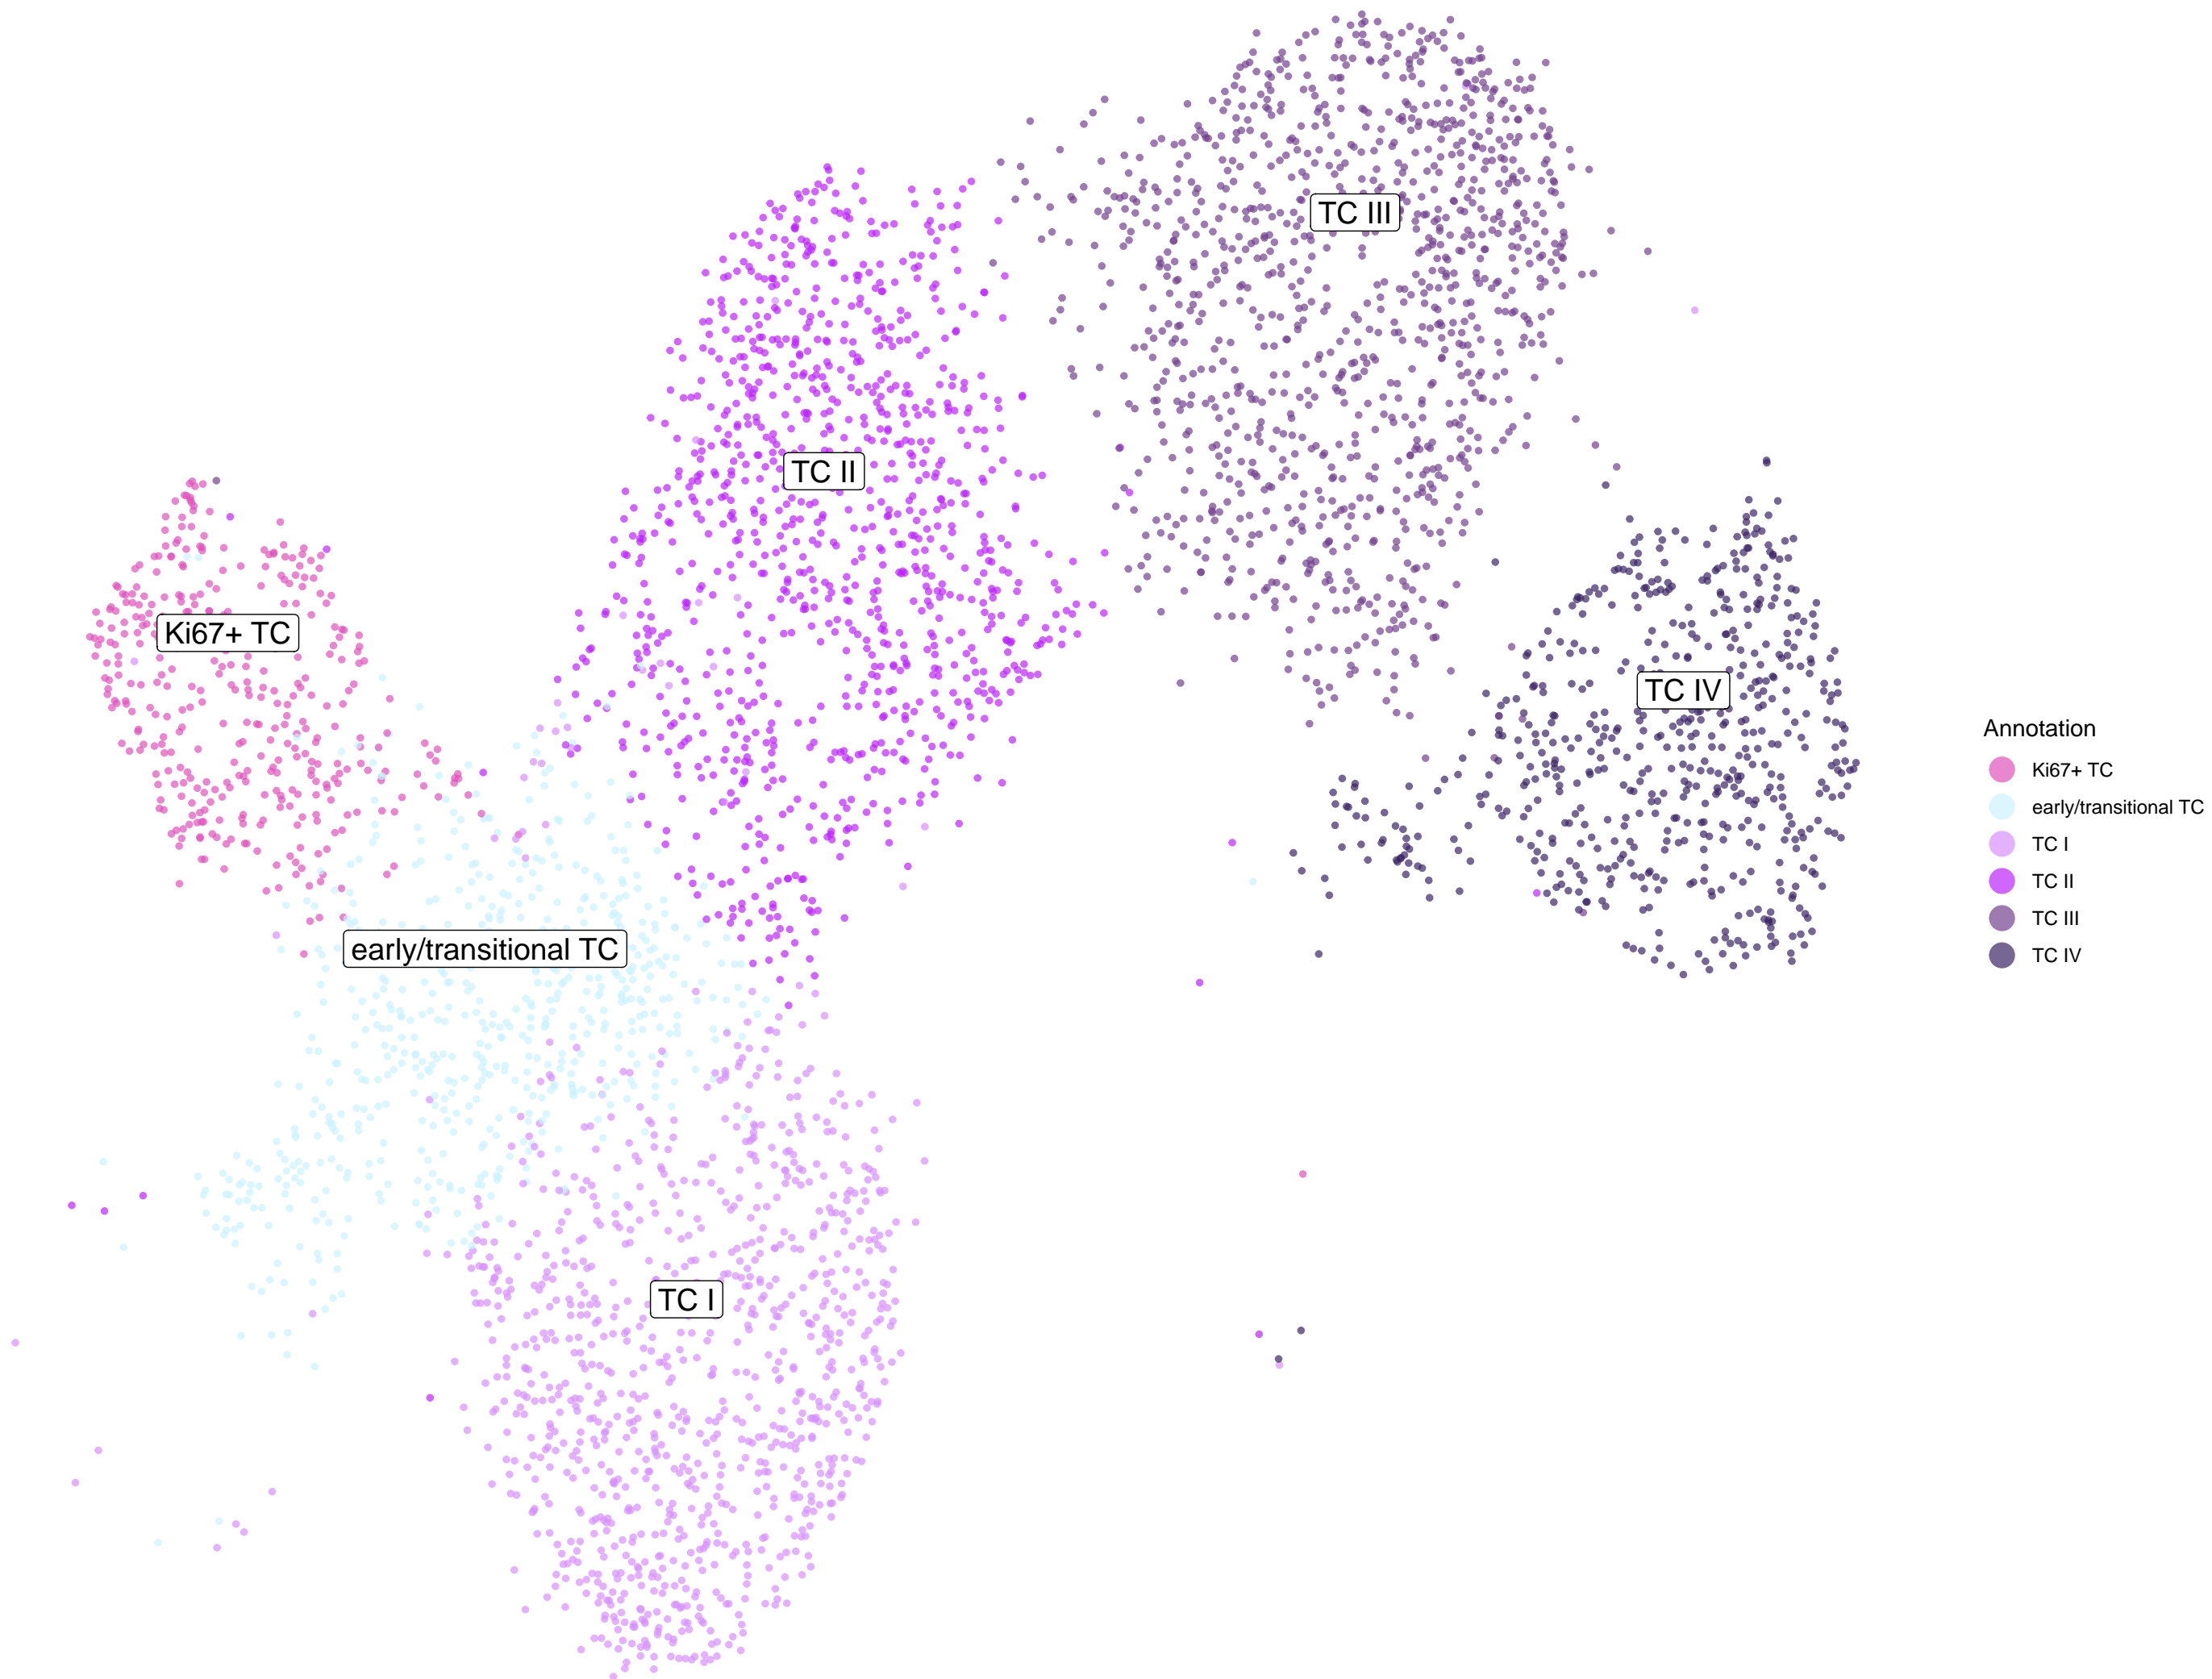 TC III
TC II
Ki67+ TC
TC IV
early/transitional TC
TC I
Annotation
Ki67+ TC
early/transitional TC
TC I
TC II
TC III
TC IV